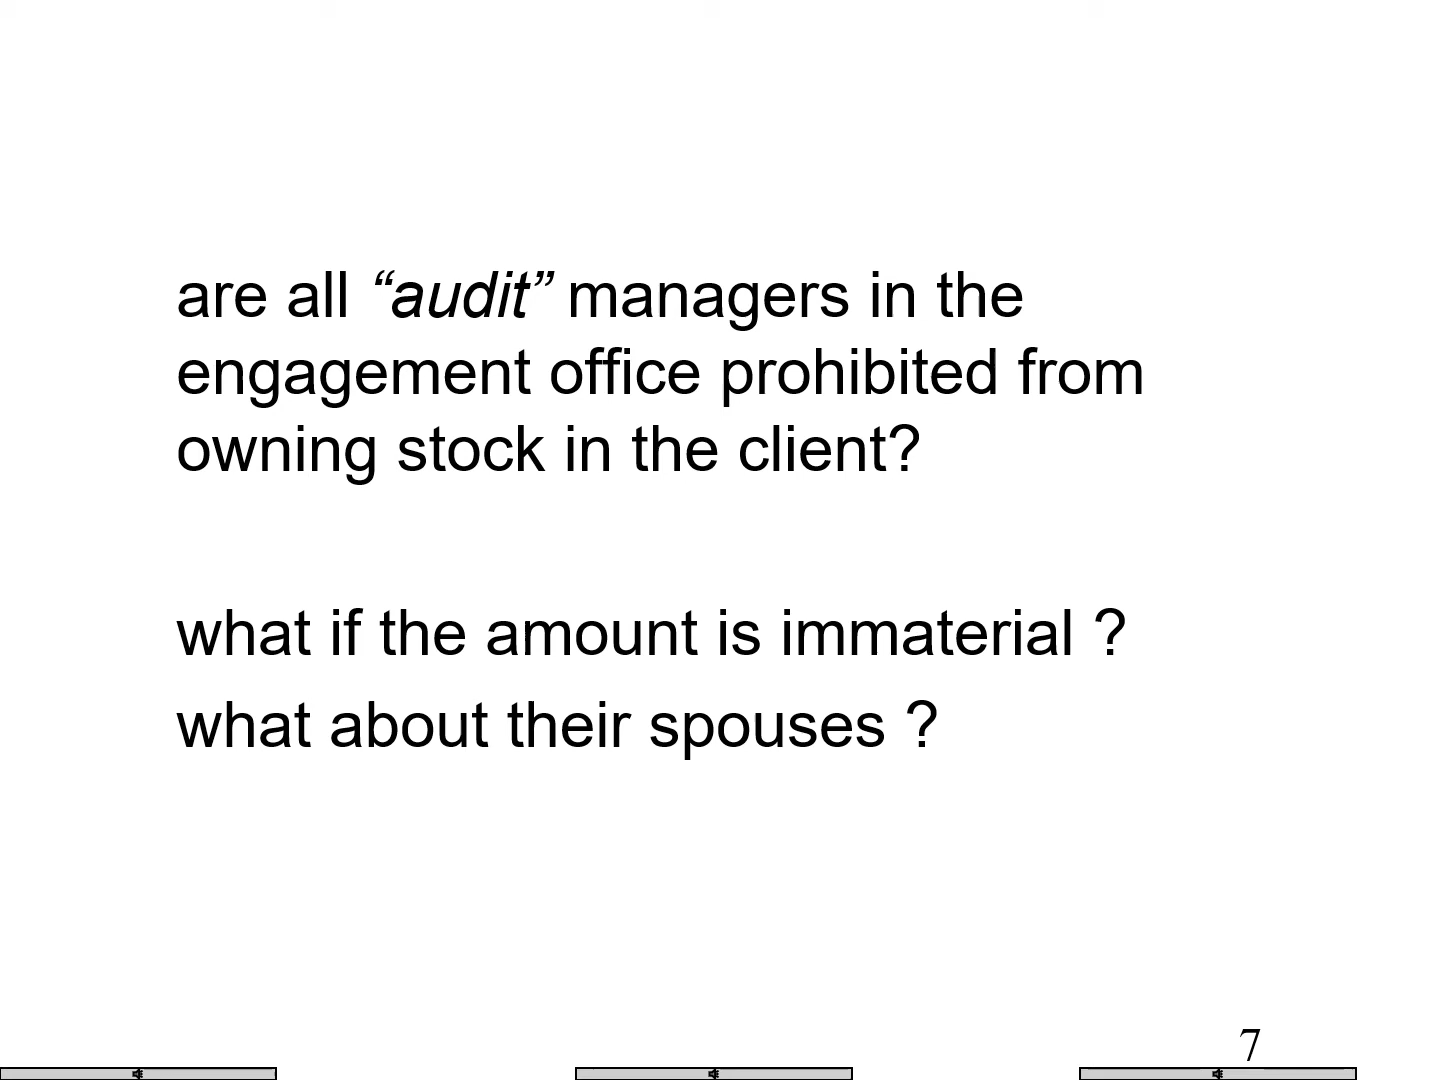 are all “audit” managers in the
engagement office prohibited from
owning stock in the client?
what if the amount is immaterial ?
what about their spouses ?
7